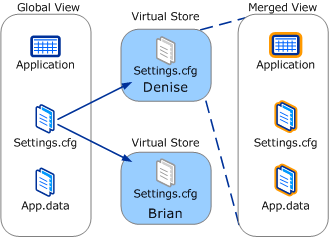 Global View
Application
Settings.cfg
App.data
Virtual Store
Settings.cfg
Denise
Virtual Store
Settings.cfg
Brian
Merged View
Application
Settings.cfg
App.data